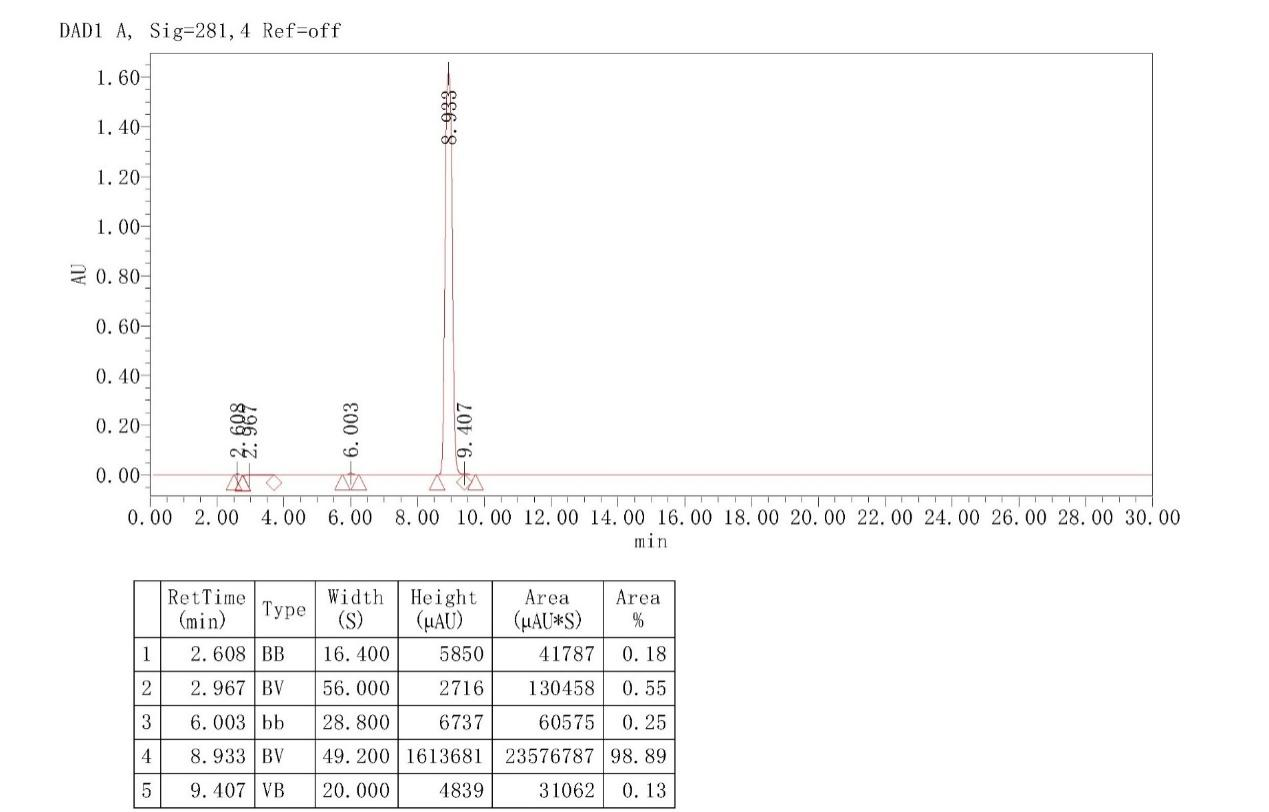 DAD1 A, Sig=281,4 Ref=off
1.60
1.40
1.20
1.00
AU
0.80
0.60
0.40
0.20
0.00
2.608
2.967
6.003
8.933
9.407
0.00 2.00 4.00 6.00 8.00 10.00 12.00 14.00 16.00 18.00 20.00 22.00 24.00 26.00 28.00 30.00
min
RetTime (min) Type Width (S) Height (µAU) Area (µAU*S) Area %
1 2.608 BB 16.400 5850 41787 0.18
2 2.967 BV 56.000 2716 130458 0.55
3 6.003 bb 28.800 6737 60575 0.25
4 8.933 BV 49.200 1613681 23576787 98.89
5 9.407 VB 20.000 4839 31062 0.13